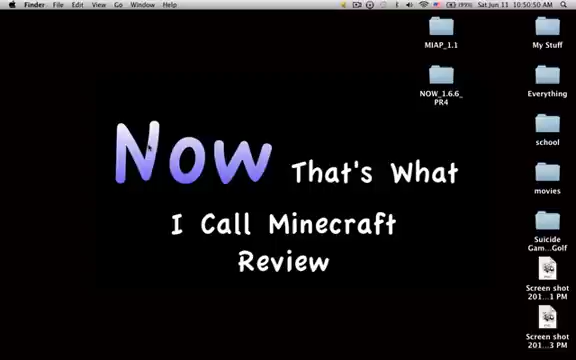 Finder File Edit View Go Window Help
(99%) Sat Jun 11 10:50:50 AM
MIAP_1.1
My Stuff
NOW_1.6.6_
PR4
Everything
school
movies
Suicide
Gam...Golf
Screen shot
201...1 PM
Screen shot
201...3 PM
Now That's What
I Call Minecraft
Review